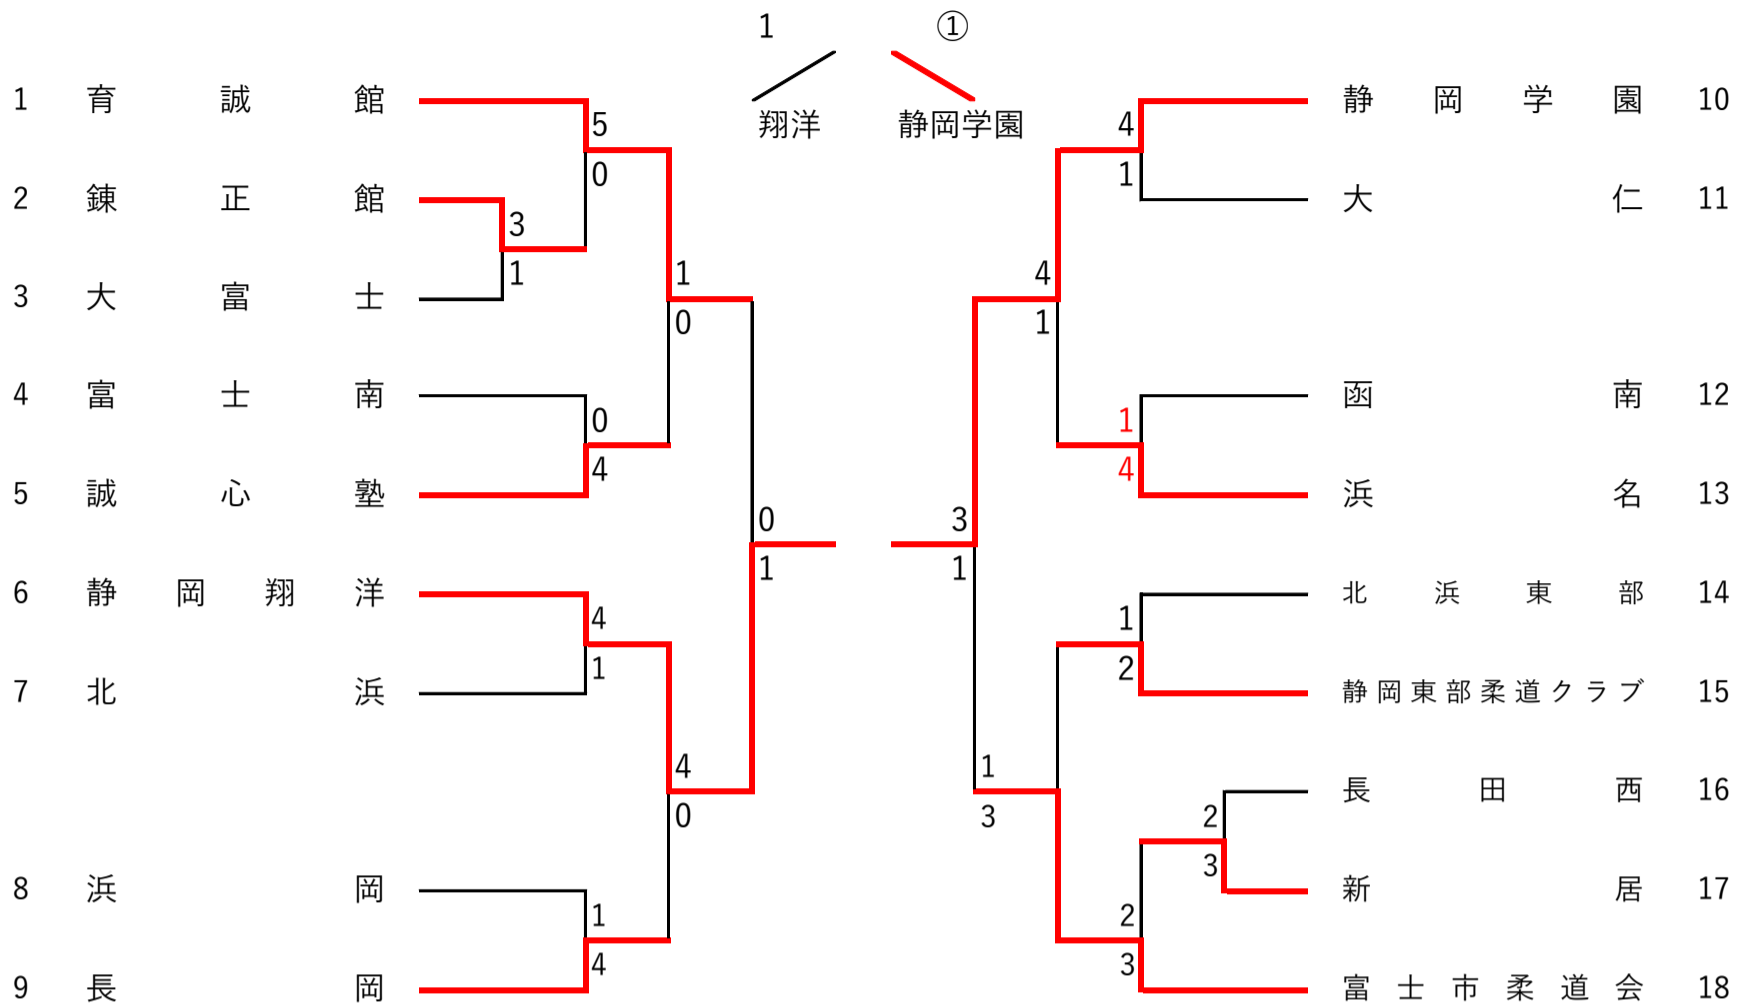 1 ①
翔洋 静岡学園
1 育誠館 5 4 静岡学園 10
0 1
2 錬正館 3 大仁 11
1
3 大富士 1 4
0 1
4 富士南 0 1 函南 12
4 4
5 誠心塾 浜名 13
0 3
1 1
6 静岡翔洋 4 1 北浜東部 14
1 2
7 北浜 静岡東部柔道クラブ 15
4 1 長田西 16
0 3 2
3
8 浜岡 1 2 新居 17
4 3
9 長岡 富士市柔道会 18